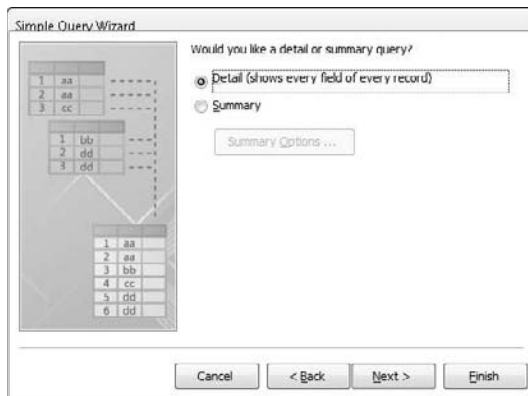 Simple Query Wizard
Would you like a detail or summary query?
Detail (shows every field of every record)
Summary
Summary Options ...
1 aa
2 aa
3 cc
1 bb
2 dd
3 dd
1 aa
2 aa
3 bb
4 cc
5 dd
6 dd
Cancel
< Back
Next >
Finish